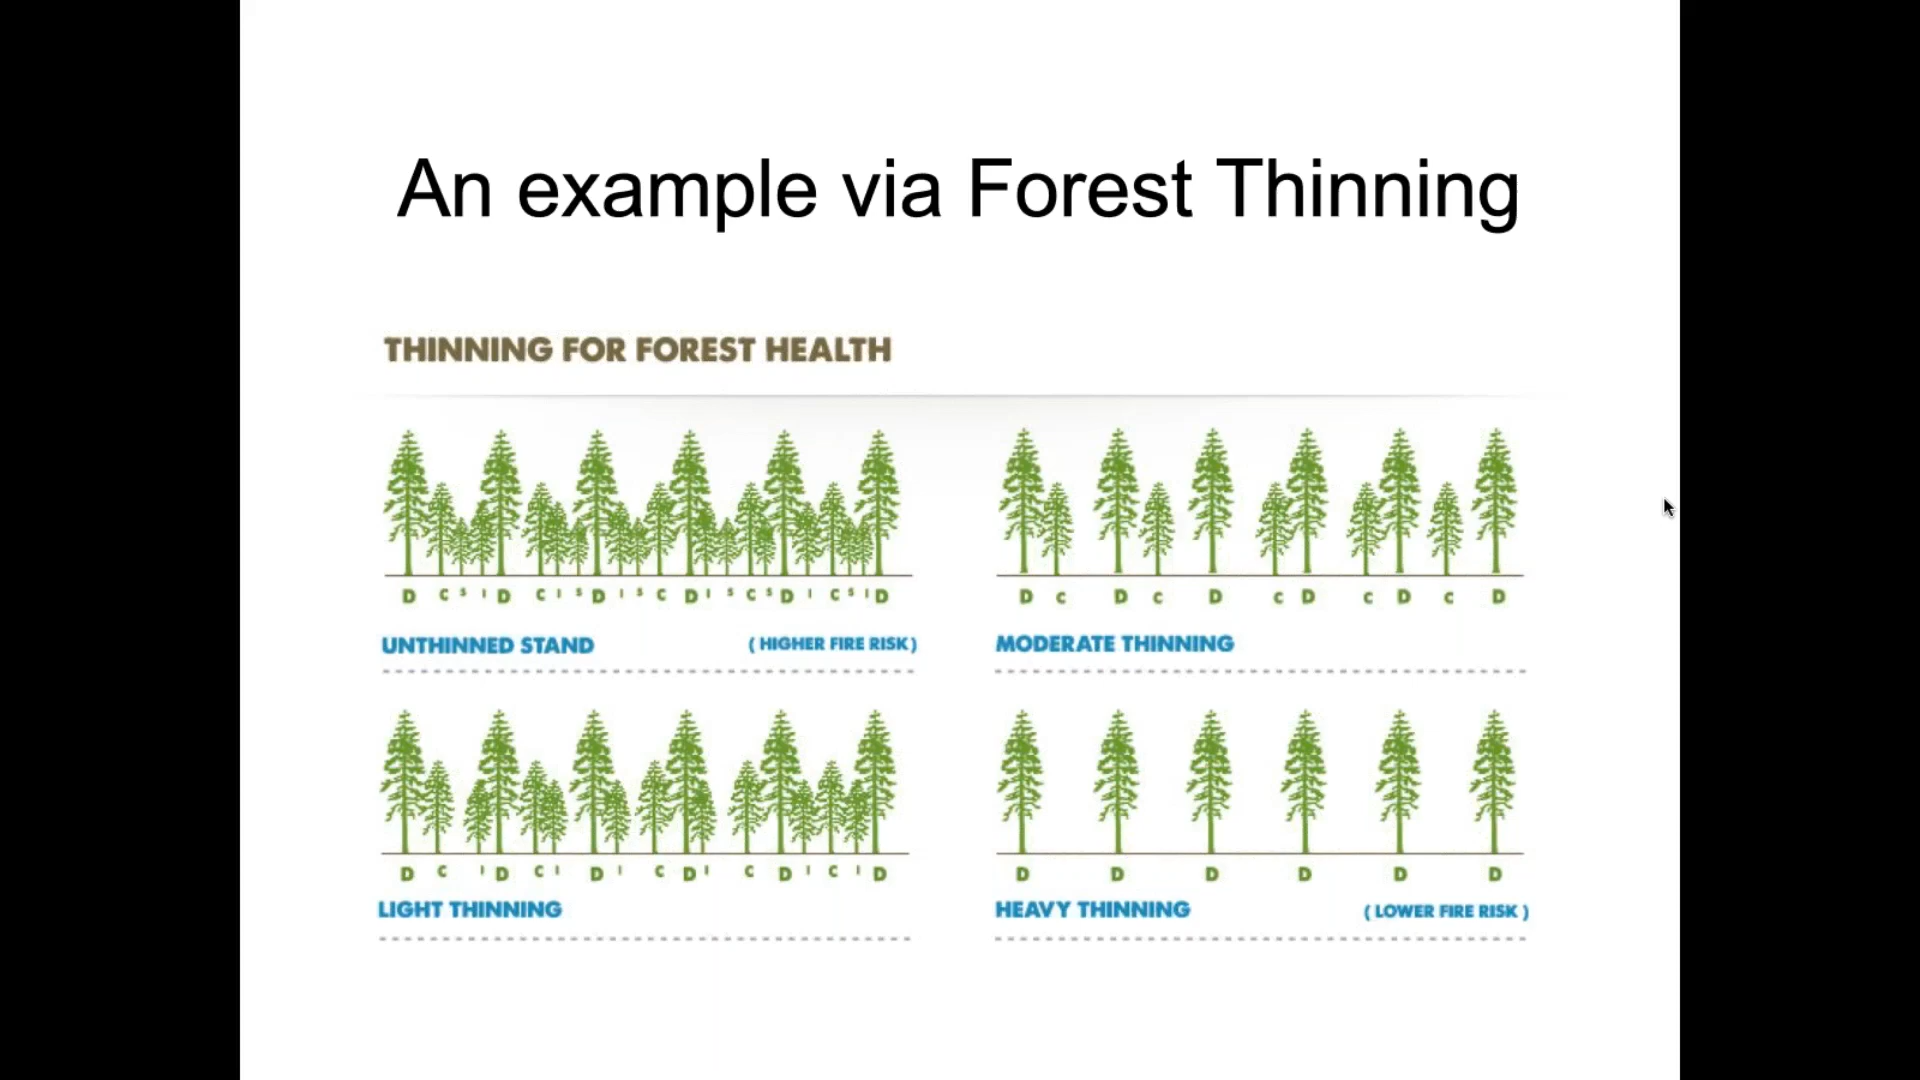 An example via Forest Thinning
THINNING FOR FOREST HEALTH
D C S I D C I S D I S C D I S C S D I C S I D
UNTHINNED STAND (HIGHER FIRE RISK)
D C D C D C D C D C D
MODERATE THINNING
D C I D C I D I C D I C D I C I D
LIGHT THINNING
D D D D D D
HEAVY THINNING (LOWER FIRE RISK)